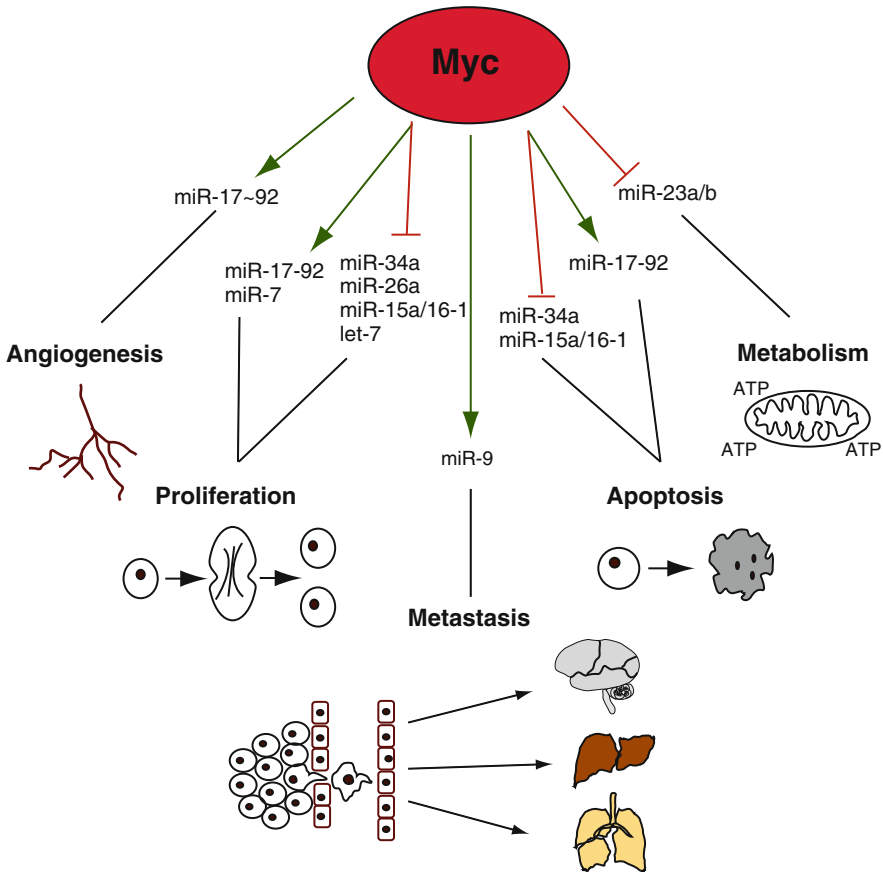 Myc
miR-17~92
miR-23a/b
miR-17-92
miR-7
miR-34a
miR-26a
miR-15a/16-1
let-7
miR-17-92
miR-34a
miR-15a/16-1
Angiogenesis
Metabolism
ATP
ATP
ATP
miR-9
Proliferation
Apoptosis
Metastasis